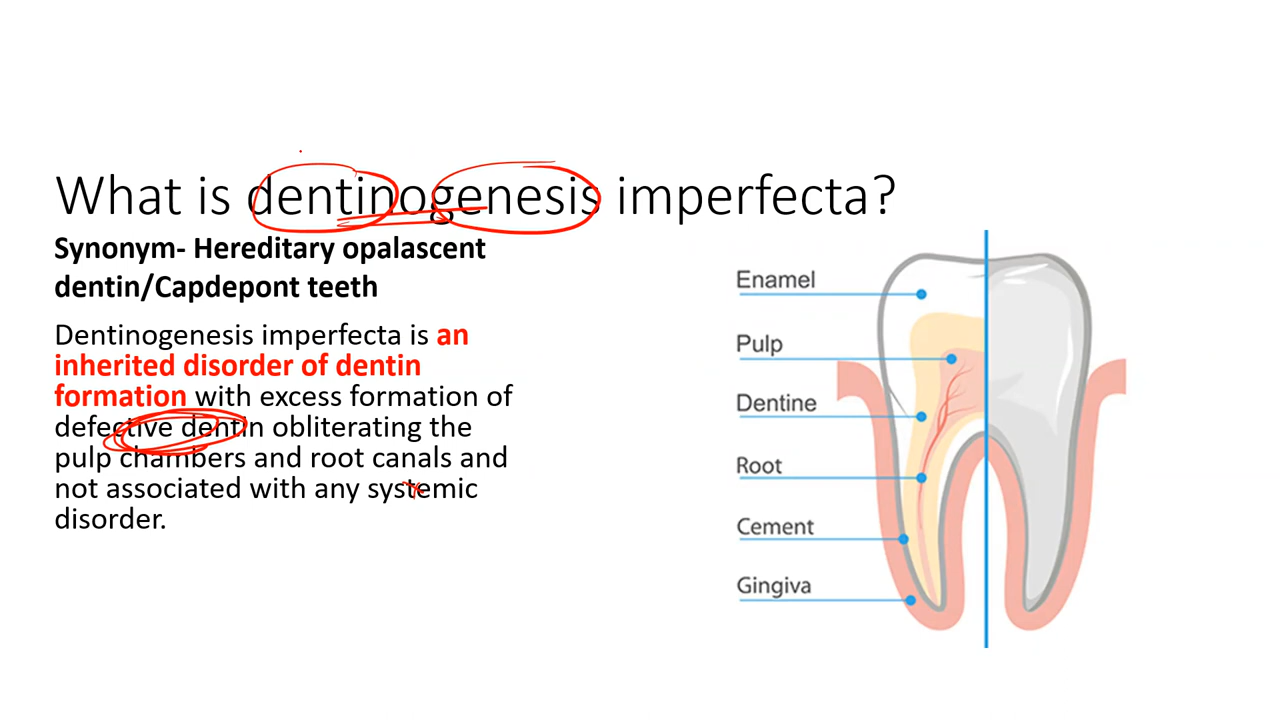 What is dentinogenesis imperfecta?
Synonym- Hereditary opalascent
dentin/Capdepont teeth
Dentinogenesis imperfecta is an
inherited disorder of dentin
formation with excess formation of
defective dentin obliterating the
pulp chambers and root canals and
not associated with any systemic
disorder.
Enamel
Pulp
Dentine
Root
Cement
Gingiva